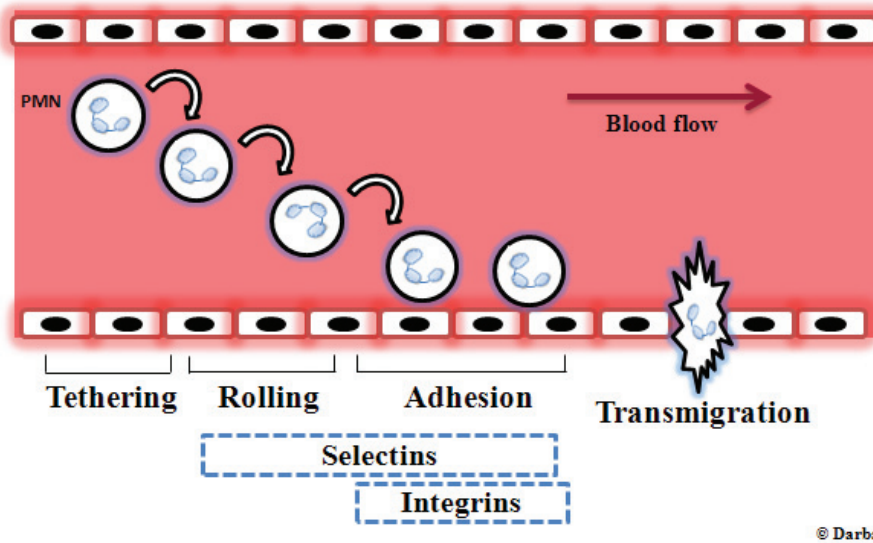 PMN
Blood flow
Tethering Rolling Adhesion
Transmigration
Selectins
Integrins